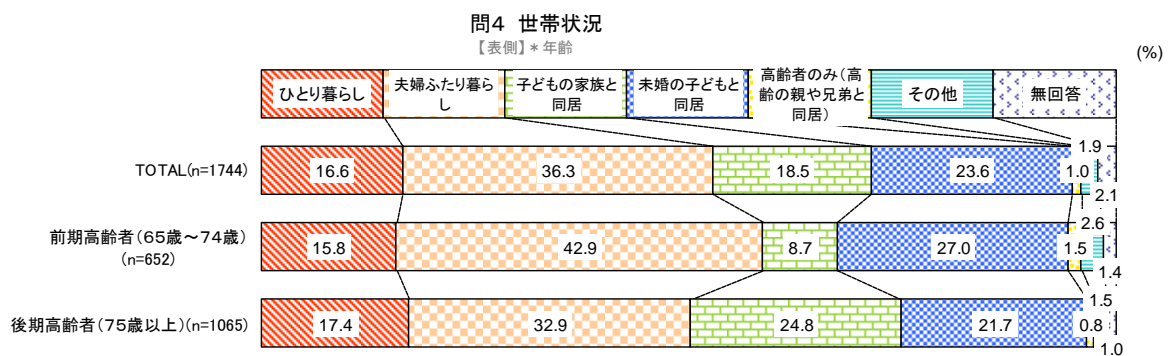 問4 世帯状況
【表側】*年齢
(%)
ひとり暮らし
夫婦ふたり暮らし
子どもの家族と同居
未婚の子どもと同居
高齢者のみ(高齢の親や兄弟と同居)
その他
無回答
TOTAL(n=1744)
16.6
36.3
18.5
23.6
1.0
1.9
2.1
前期高齢者(65歳～74歳)
(n=652)
15.8
42.9
8.7
27.0
1.5
2.6
1.4
後期高齢者(75歳以上)(n=1065)
17.4
32.9
24.8
21.7
0.8
1.5
1.0